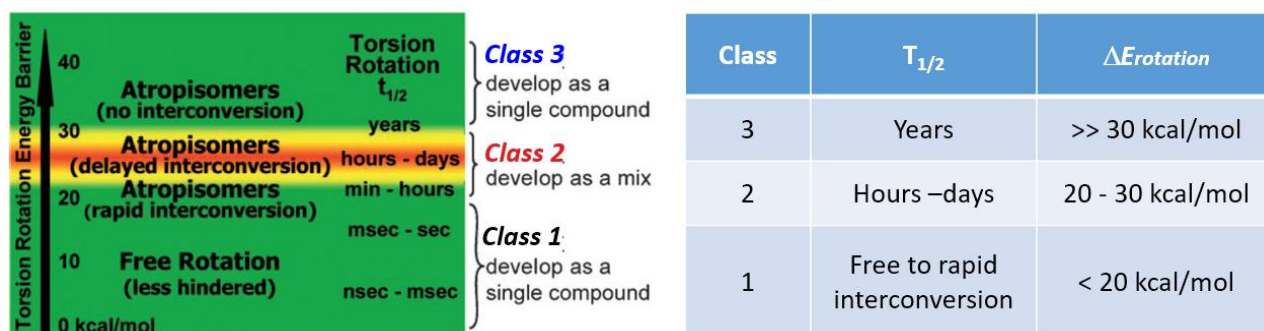 Torsion Rotation Energy Barrier
40
30
20
10
0 kcal/mol
Atropisomers
(no interconversion)
Atropisomers
(delayed interconversion)
Atropisomers
(rapid interconversion)
Free Rotation
(less hindered)
Torsion
Rotation
t1/2
years
hours - days
min - hours
msec - sec
nsec - msec
Class 3
develop as a
single compound
Class 2
develop as a mix
Class 1
develop as a
single compound
Class T1/2 ΔErotation
3 Years >> 30 kcal/mol
2 Hours –days 20 - 30 kcal/mol
1 Free to rapid interconversion < 20 kcal/mol